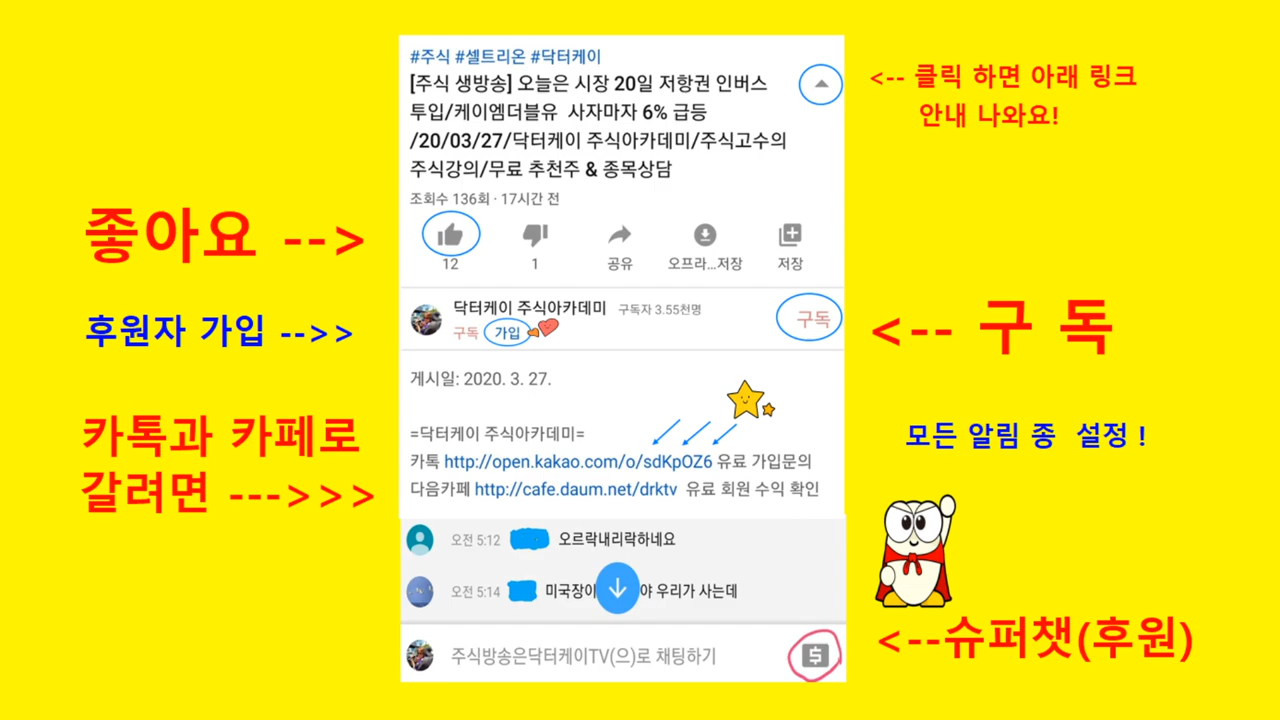 #주식 #셀트리온 #닥터케이
[주식 생방송] 오늘은 시장 20일 저항권 인버스
투입/케이엠더블유 사자마자 6% 급등
/20/03/27/닥터케이 주식아카데미/주식고수의
주식강의/무료 추천주 & 종목상담
조회수 136회 · 17시간 전
<-- 클릭 하면 아래 링크
안내 나와요!
좋아요 -->
12
1
공유
오프라...저장
저장
닥터케이 주식아카데미 구독자 3.55천명
구독 가입
구독
후원자 가입 -->>
<-- 구 독
게시일: 2020. 3. 27.
=닥터케이 주식아카데미=
카톡 http://open.kakao.com/o/sdKpOZ6 유료 가입문의
다음카페 http://cafe.daum.net/drktv 유료 회원 수익 확인
카톡과 카페로
갈려면 --->>>
모든 알림 종 설정 !
오전 5:12 오르락내리락하네요
오전 5:14 미국장이 야 우리가 사는데
주식방송은닥터케이TV(으)로 채팅하기
$
<--슈퍼챗(후원)